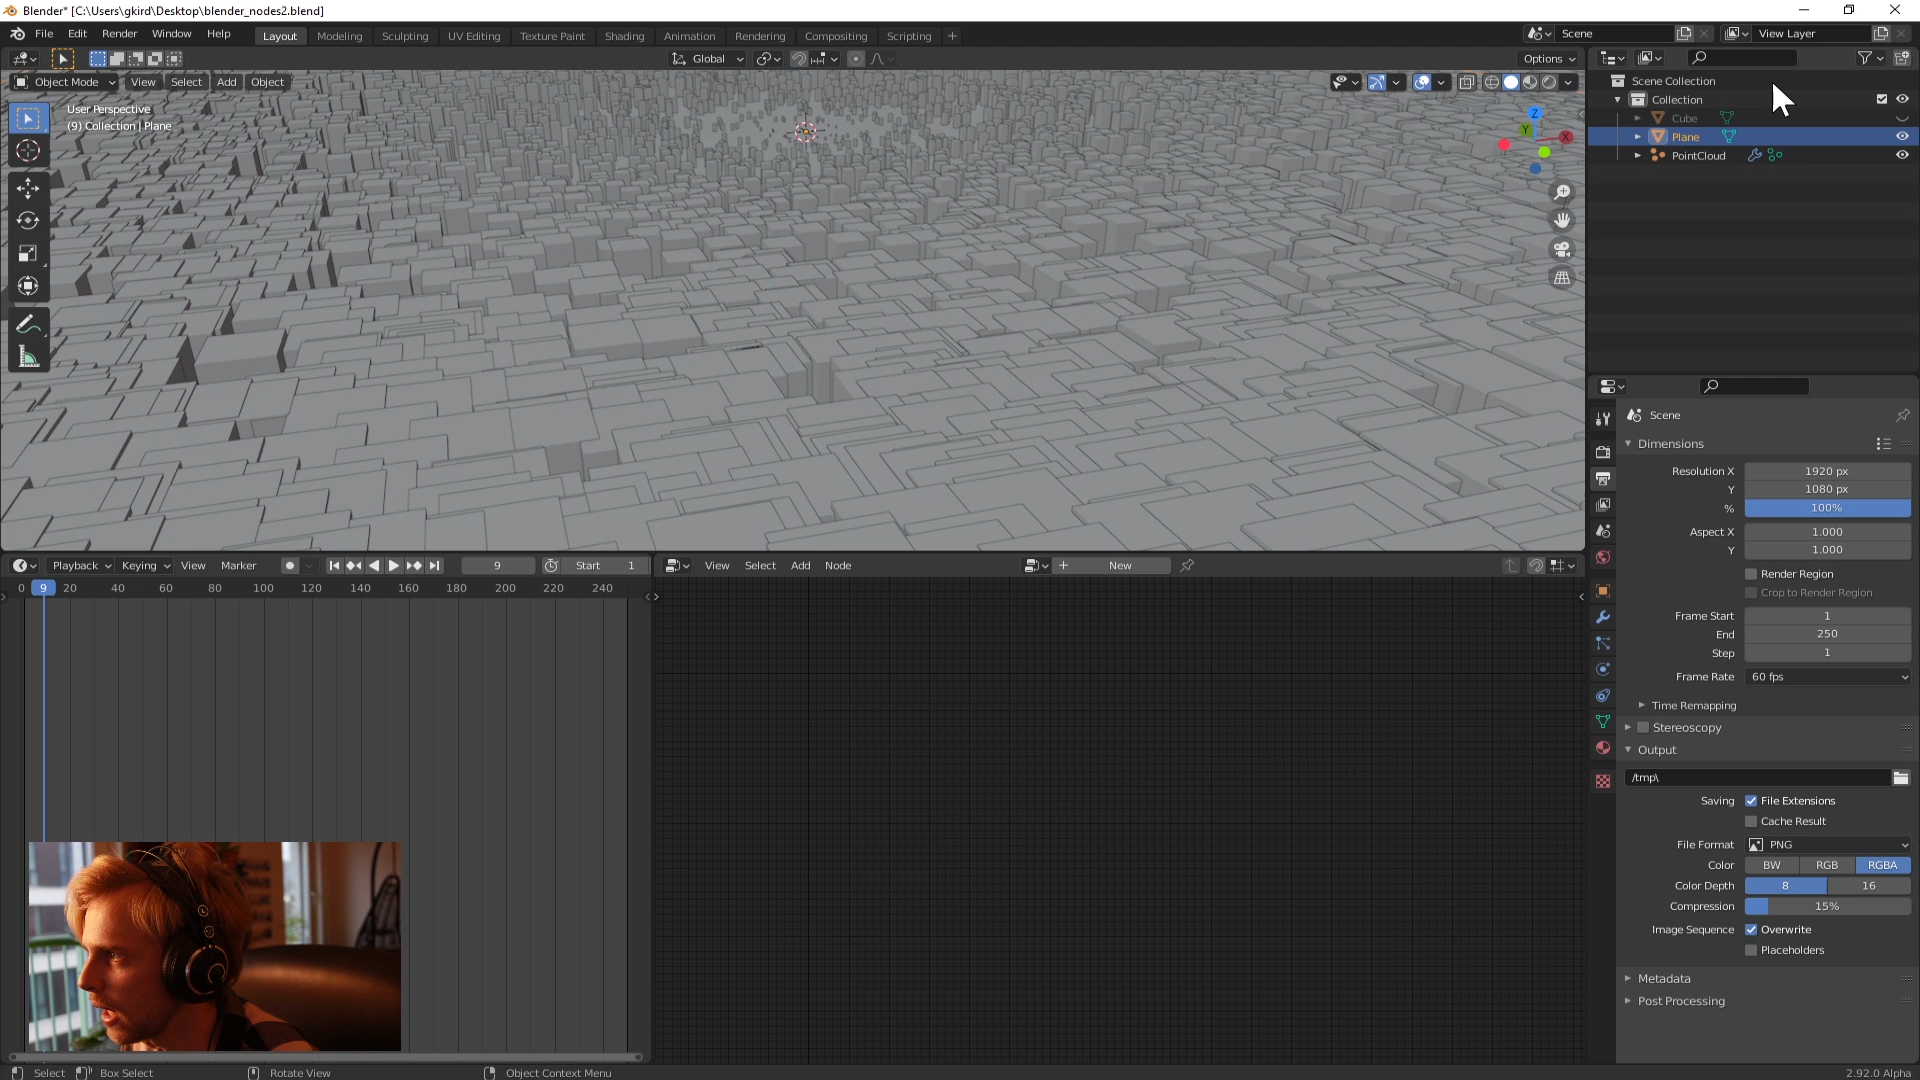 Blender* [C:\Users\gkird\Desktop\blender_nodes2.blend]
File Edit Render Window Help Layout Modeling Sculpting UV Editing Texture Paint Shading Animation Rendering Compositing Scripting + Scene View Layer
Global Options
Object Mode View Select Add Object
User Perspective
(9) Collection | Plane
Z
Y
X
Scene Collection
Collection
Cube
Plane
PointCloud
Scene
Dimensions
Resolution X 1920 px
Y 1080 px
% 100%
Aspect X 1.000
Y 1.000
Render Region
Crop to Render Region
Frame Start 1
End 250
Step 1
Frame Rate 60 fps
Time Remapping
Stereoscopy
Output
/tmp\
Saving File Extensions
Cache Result
File Format PNG
Color BW RGB RGBA
Color Depth 8 16
Compression 15%
Image Sequence Overwrite
Placeholders
Metadata
Post Processing
Playback Keying View Marker 9 Start 1
0 9 20 40 60 80 100 120 140 160 180 200 220 240
View Select Add Node + New
Select Box Select Rotate View Object Context Menu 2.92.0 Alpha